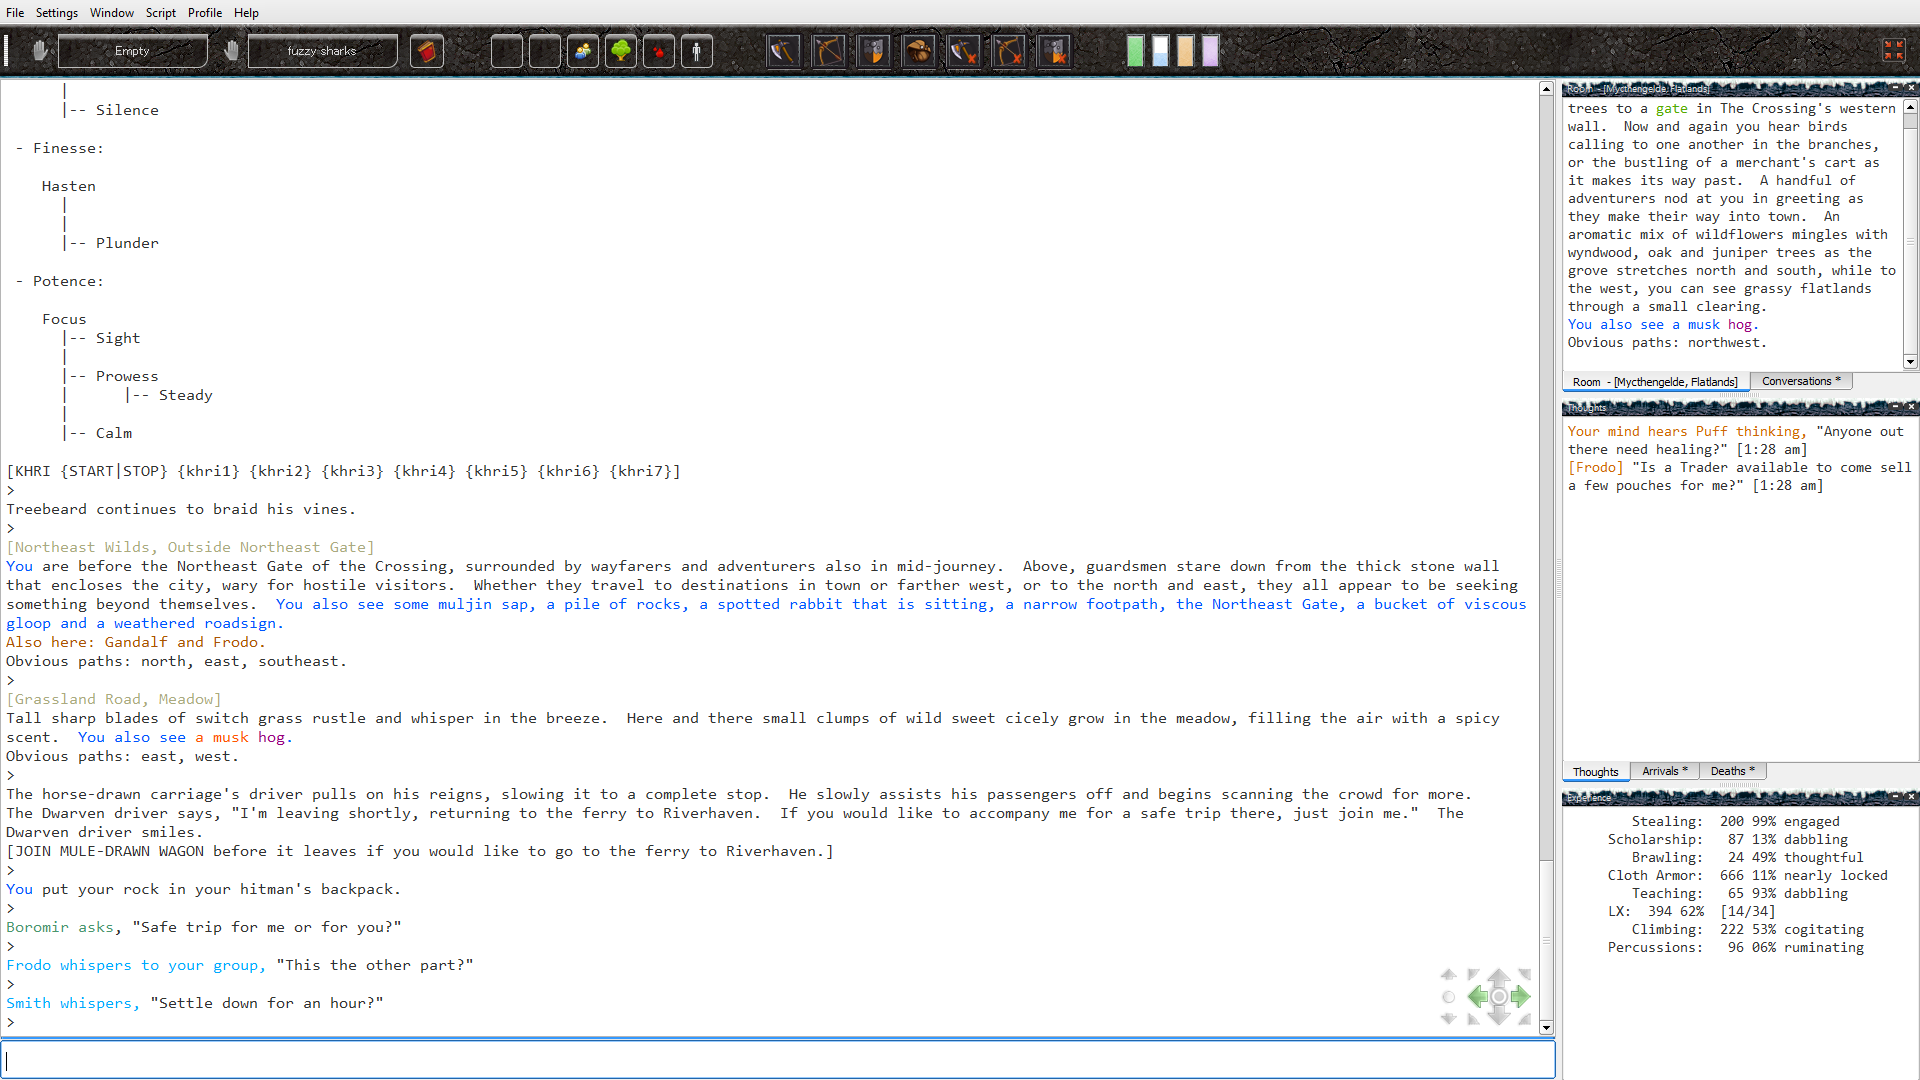 File Settings Window Script Profile Help
Empty
fuzzy sharks
|
|-- Silence
- Finesse:
Hasten
|
|
|-- Plunder
- Potence:
Focus
|-- Sight
|
|-- Prowess
| |-- Steady
|
|-- Calm
[KHRI {START|STOP} {khri1} {khri2} {khri3} {khri4} {khri5} {khri6} {khri7}]
>
Treebeard continues to braid his vines.
>
[Northeast Wilds, Outside Northeast Gate]
You are before the Northeast Gate of the Crossing, surrounded by wayfarers and adventurers also in mid-journey.  Above, guardsmen stare down from the thick stone wall
that encloses the city, wary for hostile visitors.  Whether they travel to destinations in town or farther west, or to the north and east, they all appear to be seeking
something beyond themselves.  You also see some muljin sap, a pile of rocks, a spotted rabbit that is sitting, a narrow footpath, the Northeast Gate, a bucket of viscous
gloop and a weathered roadsign.
Also here: Gandalf and Frodo.
Obvious paths: north, east, southeast.
>
[Grassland Road, Meadow]
Tall sharp blades of switch grass rustle and whisper in the breeze.  Here and there small clumps of wild sweet cicely grow in the meadow, filling the air with a spicy
scent.  You also see a musk hog.
Obvious paths: east, west.
>
The horse-drawn carriage's driver pulls on his reigns, slowing it to a complete stop.  He slowly assists his passengers off and begins scanning the crowd for more.
The Dwarven driver says, "I'm leaving shortly, returning to the ferry to Riverhaven.  If you would like to accompany me for a safe trip there, just join me."  The
Dwarven driver smiles.
[JOIN MULE-DRAWN WAGON before it leaves if you would like to go to the ferry to Riverhaven.]
>
You put your rock in your hitman's backpack.
>
Boromir asks, "Safe trip for me or for you?"
>
Frodo whispers to your group, "This the other part?"
>
Smith whispers, "Settle down for an hour?"
>
Room - [Mycthengelde, Flatlands]
trees to a gate in The Crossing's western
wall.  Now and again you hear birds
calling to one another in the branches,
or the bustling of a merchant's cart as
it makes its way past.  A handful of
adventurers nod at you in greeting as
they make their way into town.  An
aromatic mix of wildflowers mingles with
wyndwood, oak and juniper trees as the
grove stretches north and south, while to
the west, you can see grassy flatlands
through a small clearing.
You also see a musk hog.
Obvious paths: northwest.
Room - [Mycthengelde, Flatlands] Conversations *
Thoughts
Your mind hears Puff thinking, "Anyone out
there need healing?" [1:28 am]
[Frodo] "Is a Trader available to come sell
a few pouches for me?" [1:28 am]
Thoughts Arrivals * Deaths *
Experience
Stealing: 200 99% engaged
Scholarship: 87 13% dabbling
Brawling: 24 49% thoughtful
Cloth Armor: 666 11% nearly locked
Teaching: 65 93% dabbling
LX: 394 62% [14/34]
Climbing: 222 53% cogitating
Percussions: 96 06% ruminating